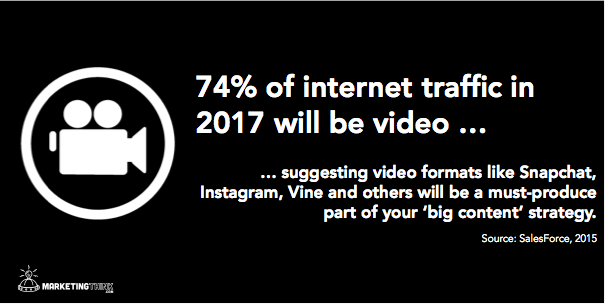 74% of internet traffic in
2017 will be video …
… suggesting video formats like Snapchat,
Instagram, Vine and others will be a must-produce
part of your ‘big content’ strategy.
Source: SalesForce, 2015
MARKETINGTHINK
.COM